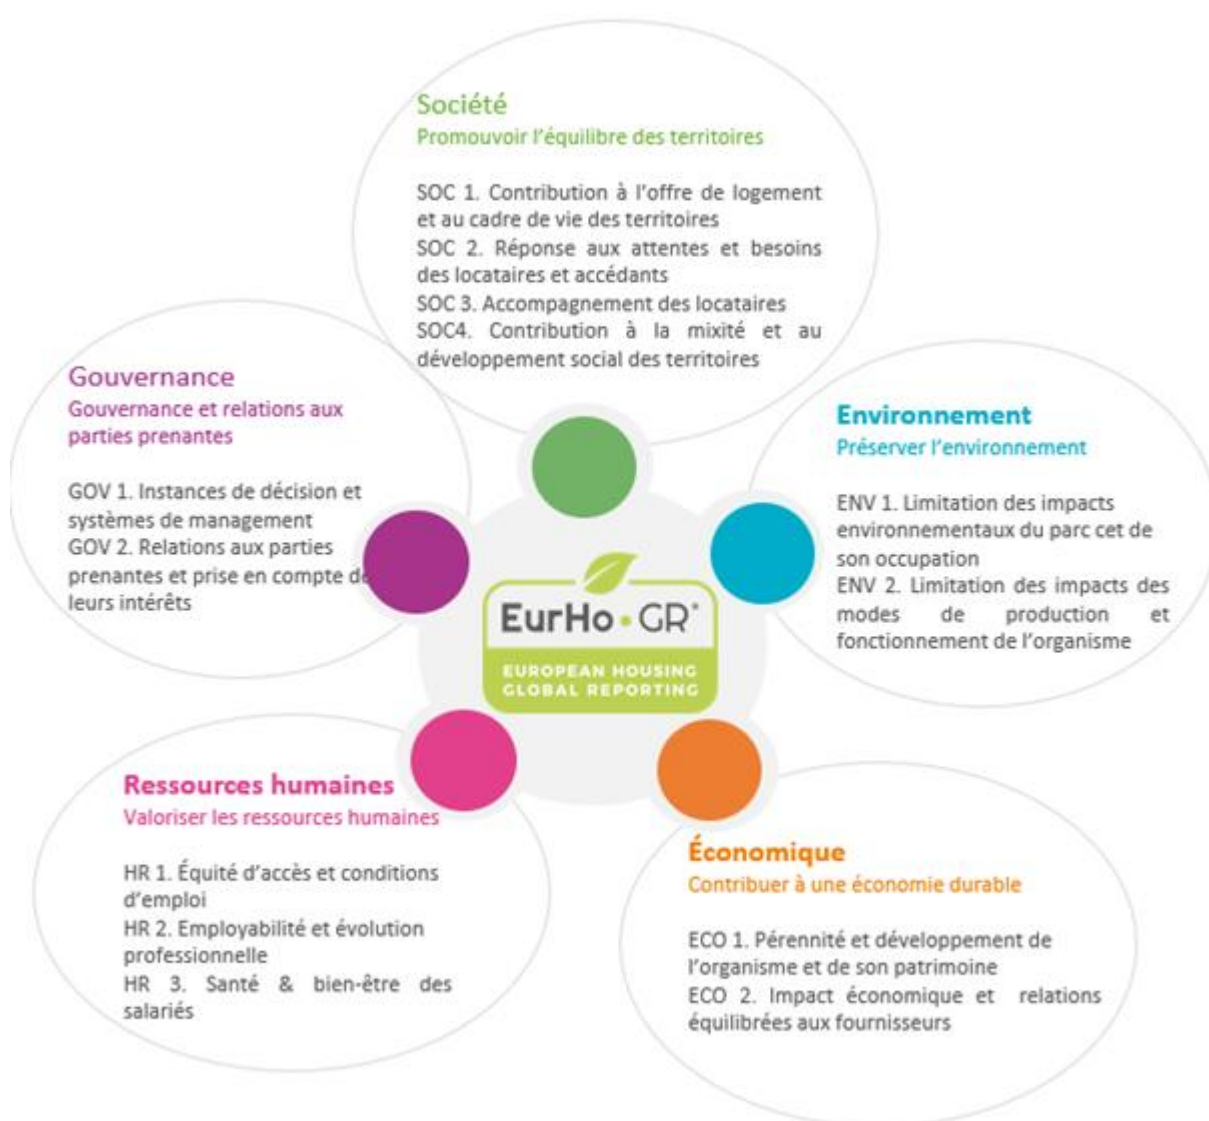 Société
Promouvoir l'équilibre des territoires
SOC 1. Contribution à l'offre de logement
et au cadre de vie des territoires
SOC 2. Réponse aux attentes et besoins
des locataires et accédants
SOC 3. Accompagnement des locataires
SOC4. Contribution à la mixité et au
développement social des territoires
Gouvernance
Gouvernance et relations aux
parties prenantes
GOV 1. Instances de décision et
systèmes de management
GOV 2. Relations aux parties
prenantes et prise en compte de
leurs intérêts
Environnement
Préserver l'environnement
ENV 1. Limitation des impacts
environnementaux du parc cet de
son occupation
ENV 2. Limitation des impacts des
modes de production et
fonctionnement de l'organisme
EurHo•GR®
EUROPEAN HOUSING
GLOBAL REPORTING
Ressources humaines
Valoriser les ressources humaines
HR 1. Équité d'accès et conditions
d'emploi
HR 2. Employabilité et évolution
professionnelle
HR 3. Santé & bien-être des
salariés
Économique
Contribuer à une économie durable
ECO 1. Pérennité et développement de
l'organisme et de son patrimoine
ECO 2. Impact économique et relations
équilibrées aux fournisseurs